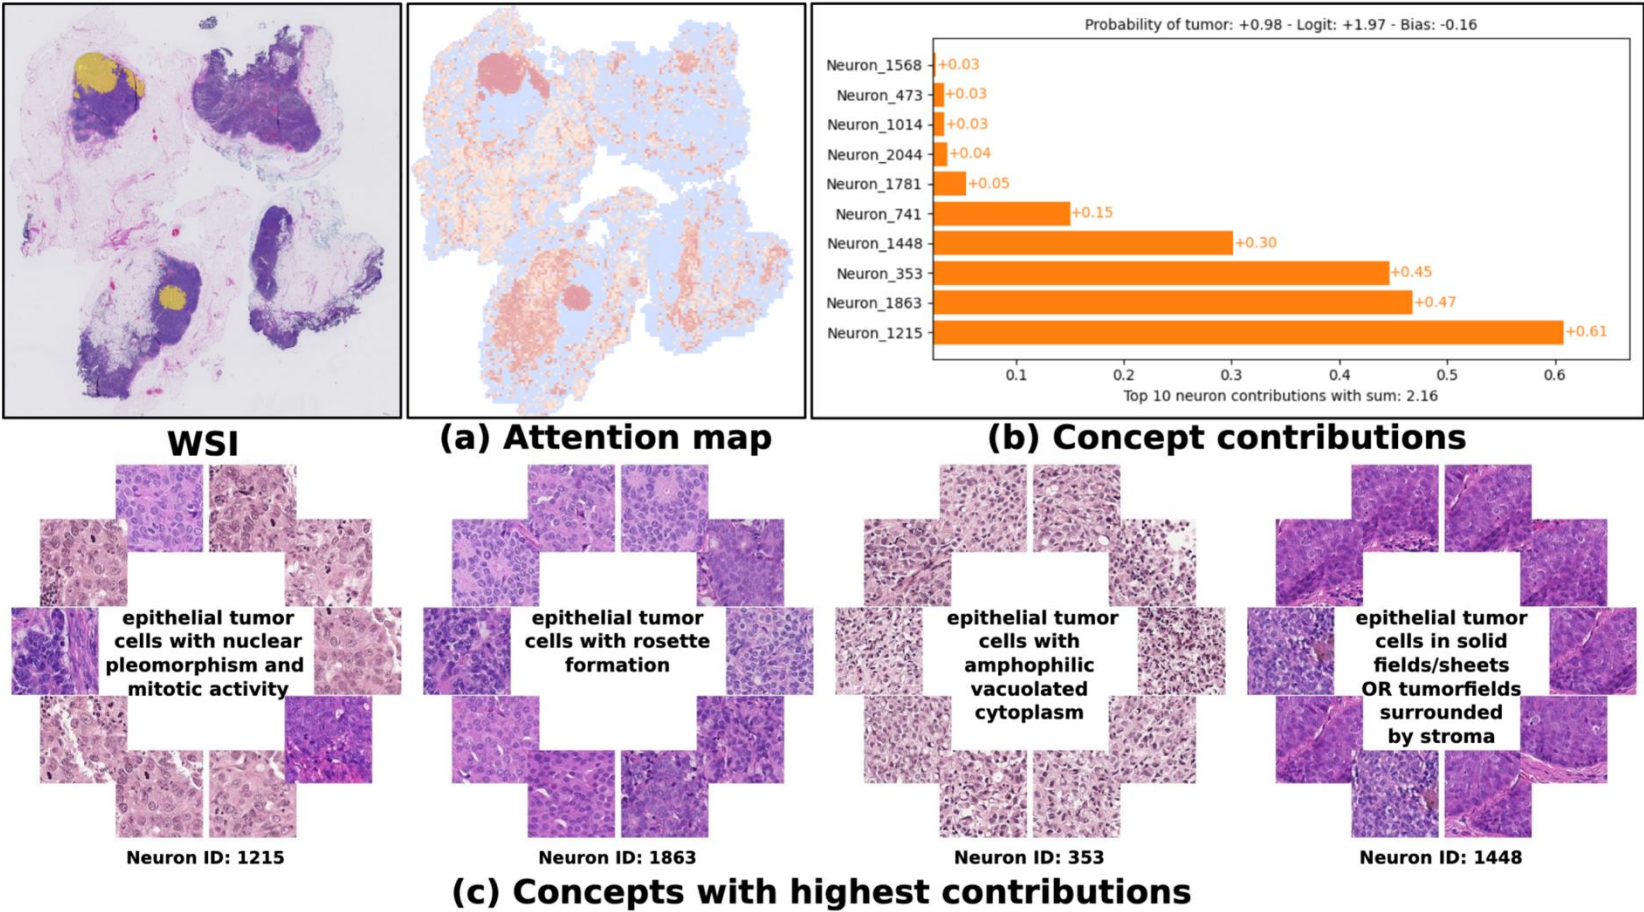 Probability of tumor: +0.98 - Logit: +1.97 - Bias: -0.16
Neuron_1568 +0.03
Neuron_473 +0.03
Neuron_1014 +0.03
Neuron_2044 +0.04
Neuron_1781 +0.05
Neuron_741 +0.15
Neuron_1448 +0.30
Neuron_353 +0.45
Neuron_1863 +0.47
Neuron_1215 +0.61
0.1 0.2 0.3 0.4 0.5 0.6
Top 10 neuron contributions with sum: 2.16
WSI
(a) Attention map
(b) Concept contributions
epithelial tumor
cells with nuclear
pleomorphism and
mitotic activity
epithelial tumor
cells with rosette
formation
epithelial tumor
cells with
amphophilic
vacuolated
cytoplasm
epithelial tumor
cells in solid
fields/sheets
OR tumorfields
surrounded
by stroma
Neuron ID: 1215
Neuron ID: 1863
Neuron ID: 353
Neuron ID: 1448
(c) Concepts with highest contributions